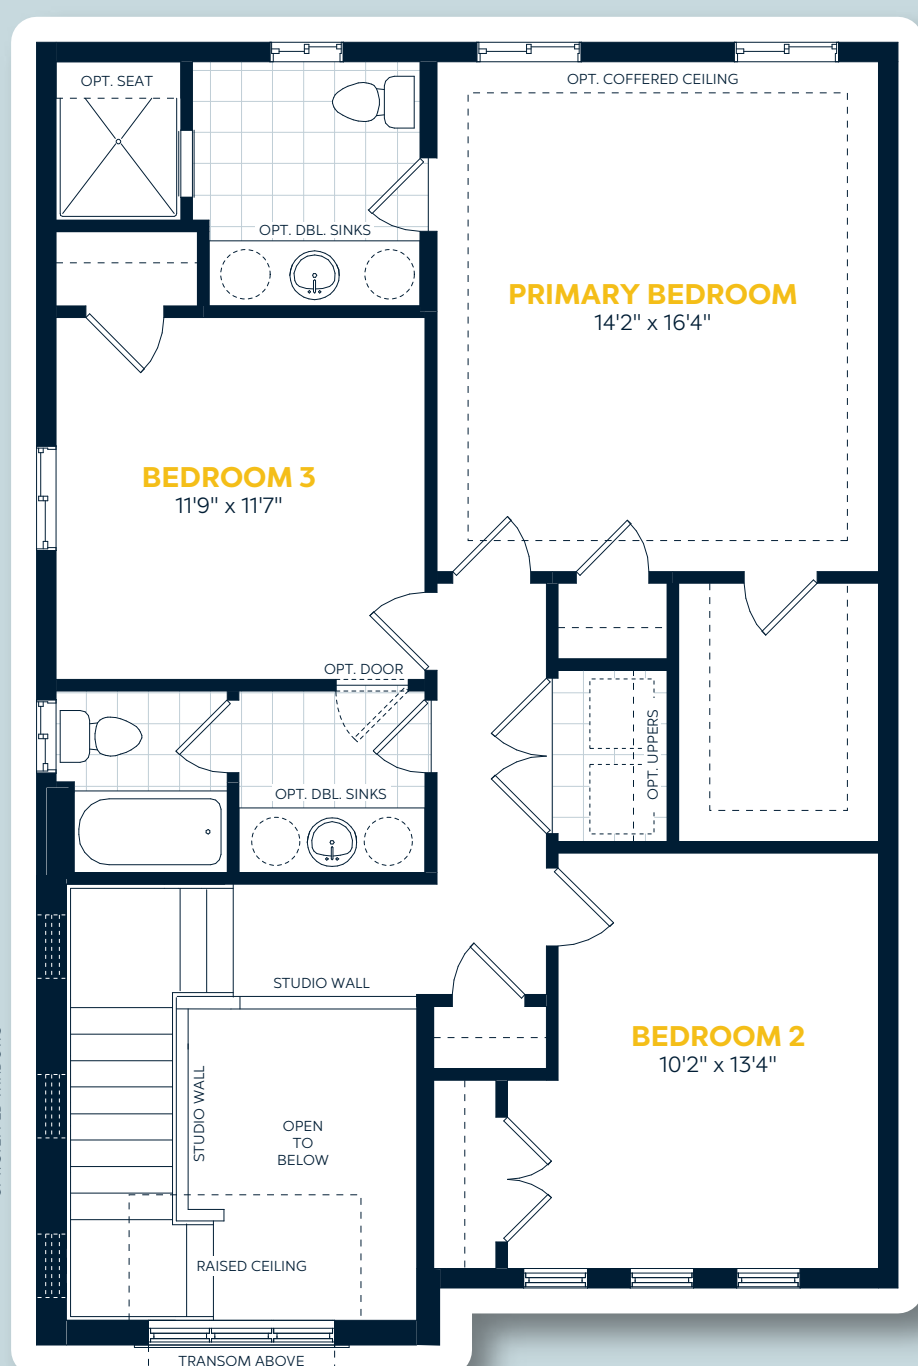 OPT. SEAT
OPT. COFFERED CEILING
OPT. DBL. SINKS
PRIMARY BEDROOM
14'2" x 16'4"
BEDROOM 3
11'9" x 11'7"
OPT. DOOR
OPT. UPPERS
OPT. DBL. SINKS
STUDIO WALL
BEDROOM 2
10'2" x 13'4"
STUDIO WALL
OPEN
TO
BELOW
RAISED CEILING
TRANSOM ABOVE